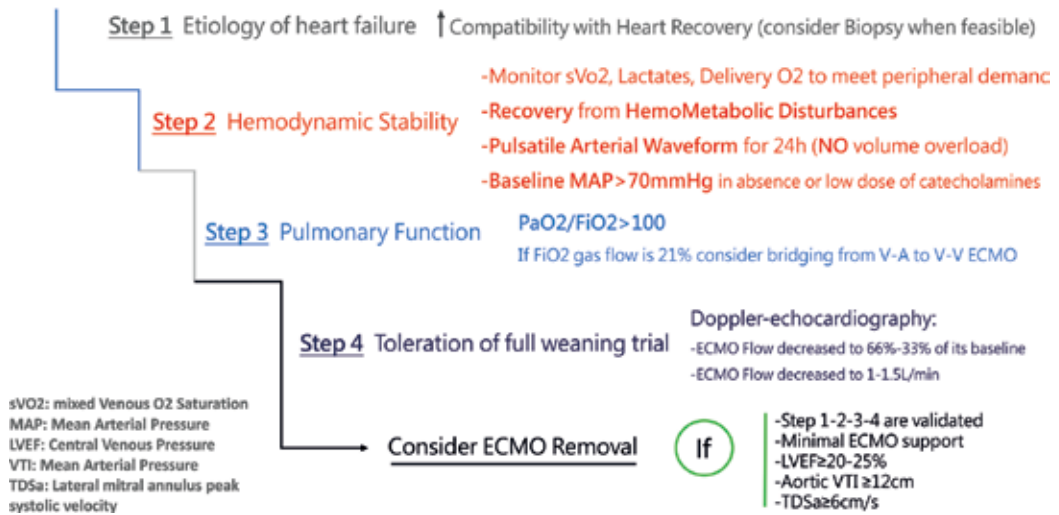 Step 1 Etiology of heart failure ↑Compatibility with Heart Recovery (consider Biopsy when feasible)
Step 2 Hemodynamic Stability
-Monitor sVo2, Lactates, Delivery O2 to meet peripheral demanc
-Recovery from HemoMetabolic Disturbances
-Pulsatile Arterial Waveform for 24h (NO volume overload)
-Baseline MAP>70mmHg in absence or low dose of catecholamines
Step 3 Pulmonary Function
PaO2/FiO2>100
If FiO2 gas flow is 21% consider bridging from V-A to V-V ECMO
Step 4 Toleration of full weaning trial
Doppler-echocardiography:
-ECMO Flow decreased to 66%-33% of its baseline
-ECMO Flow decreased to 1-1.5L/min
sVO2: mixed Venous O2 Saturation
MAP: Mean Arterial Pressure
LVEF: Central Venous Pressure
VTI: Mean Arterial Pressure
TDSa: Lateral mitral annulus peak
systolic velocity
Consider ECMO Removal
If
-Step 1-2-3-4 are validated
-Minimal ECMO support
-LVEF≥20-25%
-Aortic VTI ≥12cm
-TDSa≥6cm/s